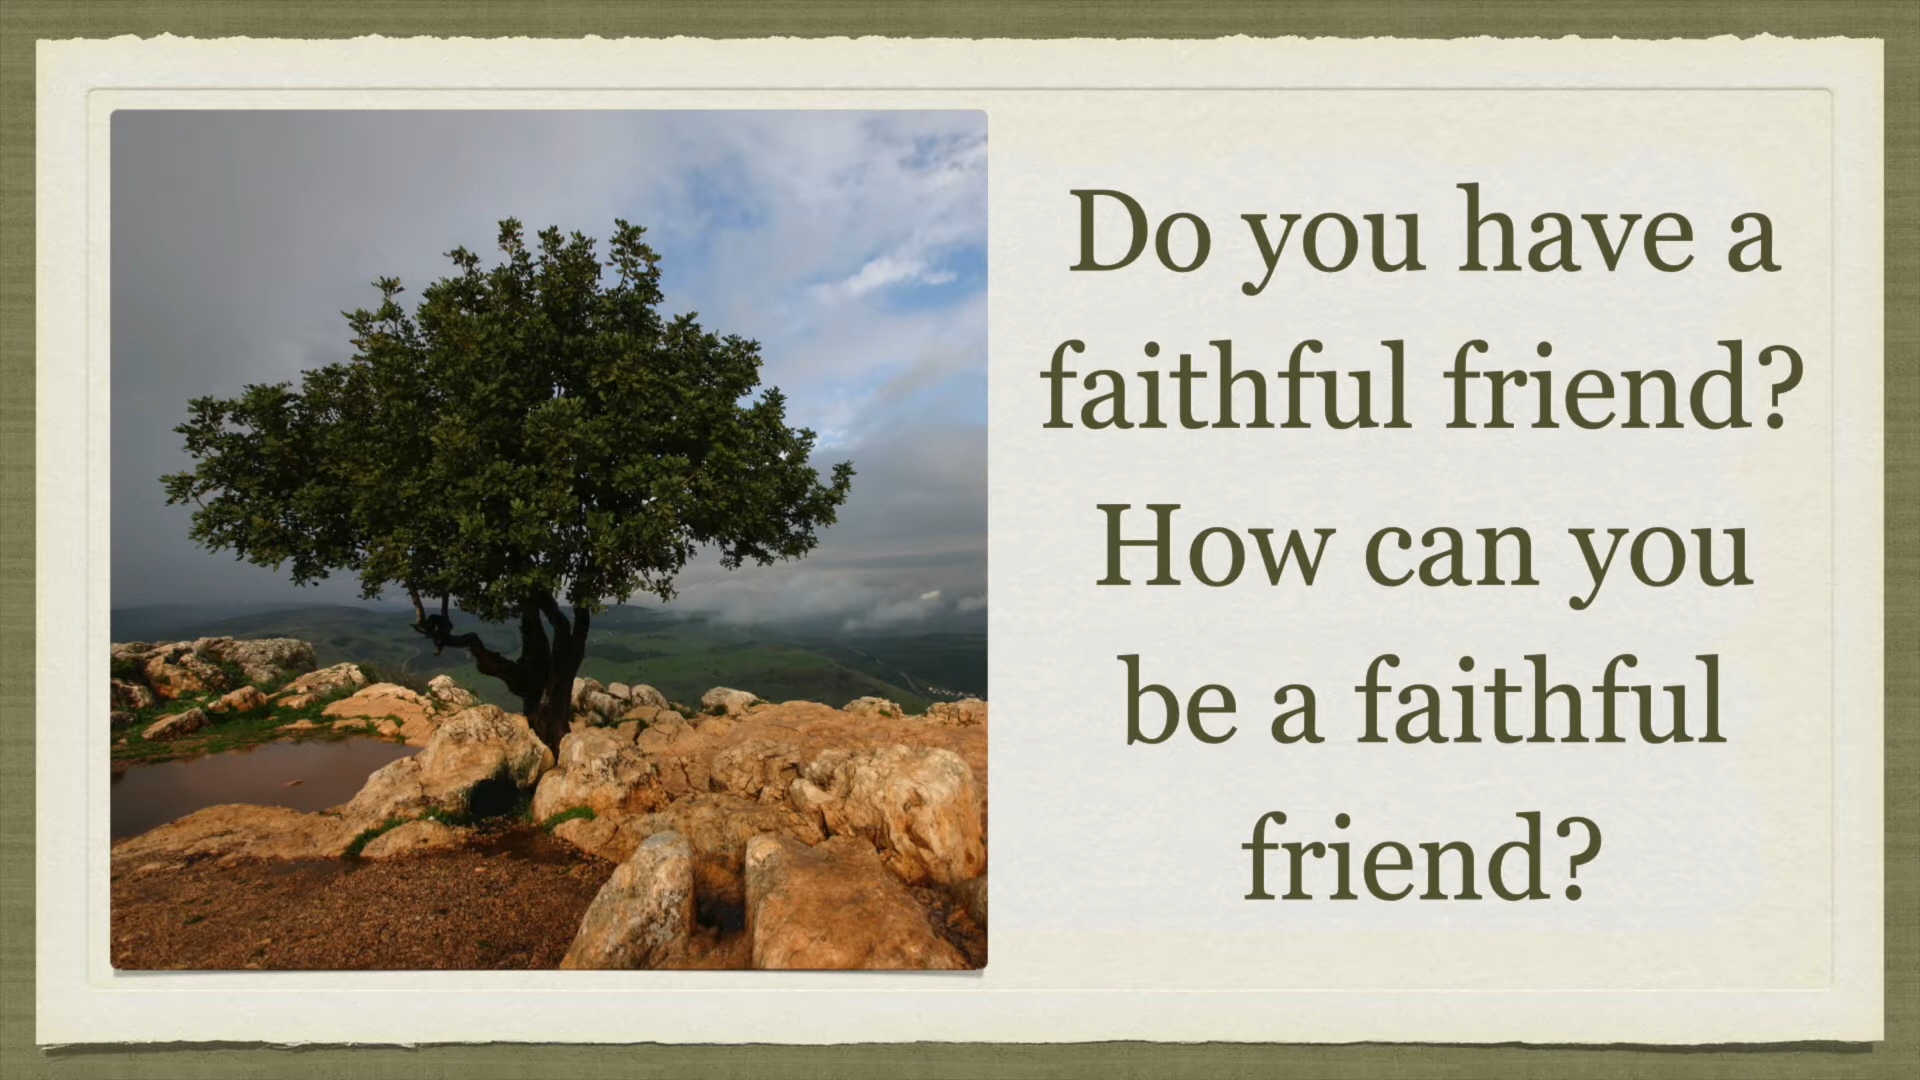 Do you have a
faithful friend?
How can you
be a faithful
friend?